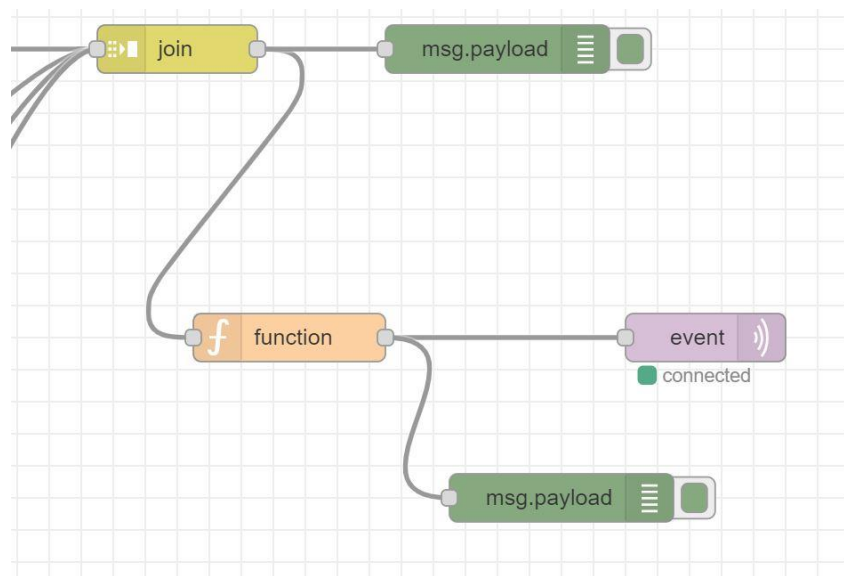 join
msg.payload
function
event
connected
msg.payload